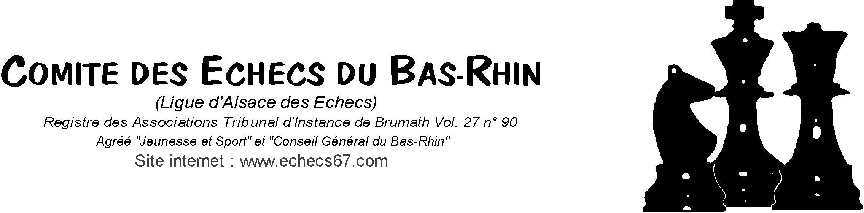 COMITE DES ECHECS DU BAS-RHIN
(Ligue d'Alsace des Echecs)
Registre des Associations Tribunal d'Instance de Brumath Vol. 27 n° 90
Agréé "Jeunesse et Sport" et "Conseil Général du Bas-Rhin"
Site internet : www.echecs67.com